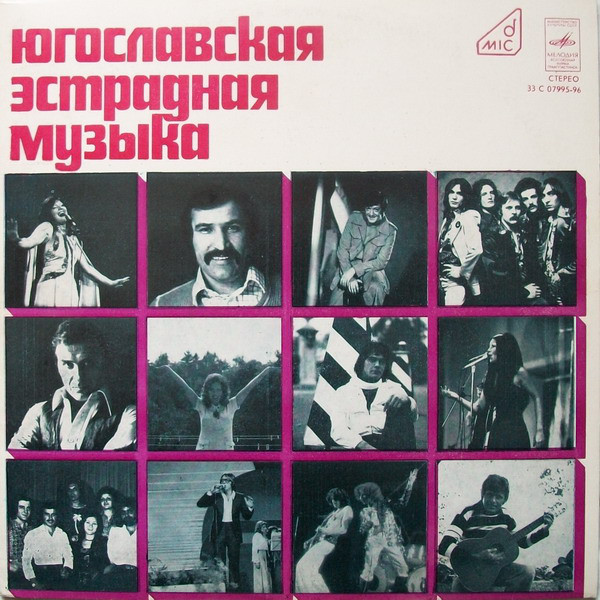 югославская
эстрадная
музыка
d
MIC
МЕЛОДИЯ
СТЕРЕО
33 С 07995-96